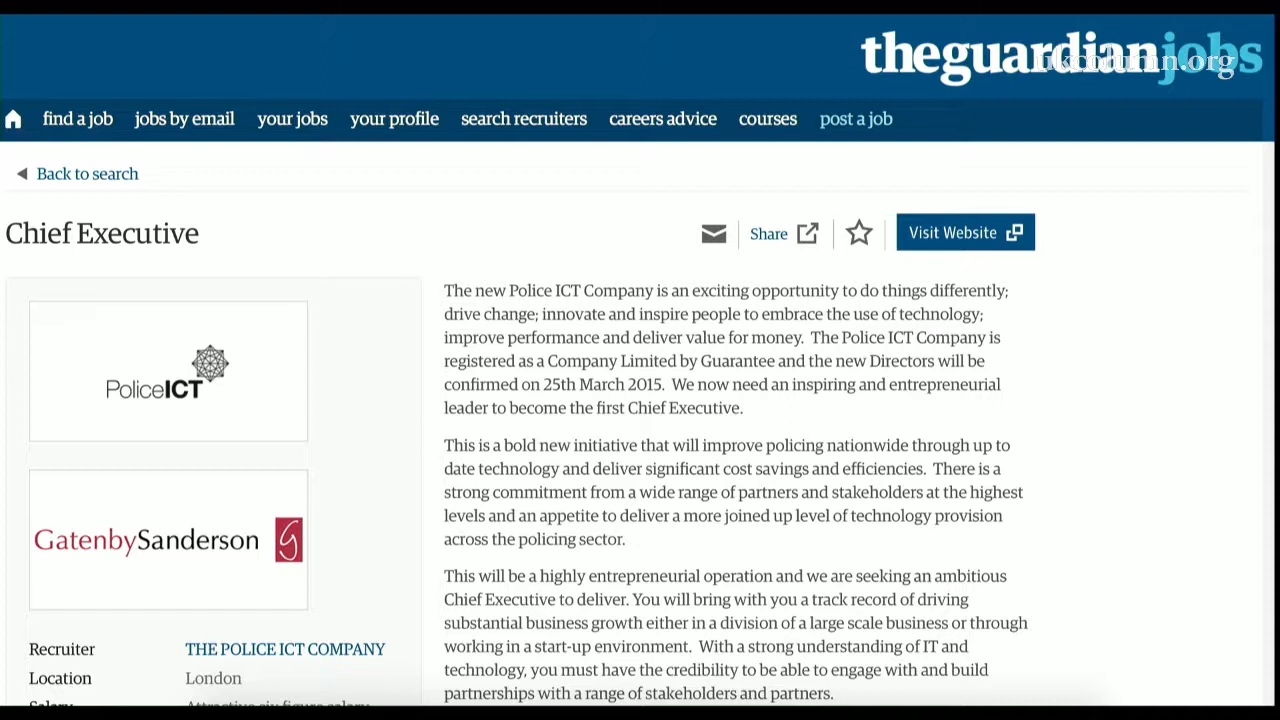 theguardianjobs
ukcolumn.org
find a job jobs by email your jobs your profile search recruiters careers advice courses post a job
Back to search
Chief Executive
Share
Visit Website
The new Police ICT Company is an exciting opportunity to do things differently;
drive change; innovate and inspire people to embrace the use of technology;
improve performance and deliver value for money. The Police ICT Company is
registered as a Company Limited by Guarantee and the new Directors will be
confirmed on 25th March 2015. We now need an inspiring and entrepreneurial
leader to become the first Chief Executive.
This is a bold new initiative that will improve policing nationwide through up to
date technology and deliver significant cost savings and efficiencies. There is a
strong commitment from a wide range of partners and stakeholders at the highest
levels and an appetite to deliver a more joined up level of technology provision
across the policing sector.
This will be a highly entrepreneurial operation and we are seeking an ambitious
Chief Executive to deliver. You will bring with you a track record of driving
substantial business growth either in a division of a large scale business or through
working in a start-up environment. With a strong understanding of IT and
technology, you must have the credibility to be able to engage with and build
partnerships with a range of stakeholders and partners.
PoliceICT
GatenbySanderson
Recruiter THE POLICE ICT COMPANY
Location London
Salary Attractive six figure salary